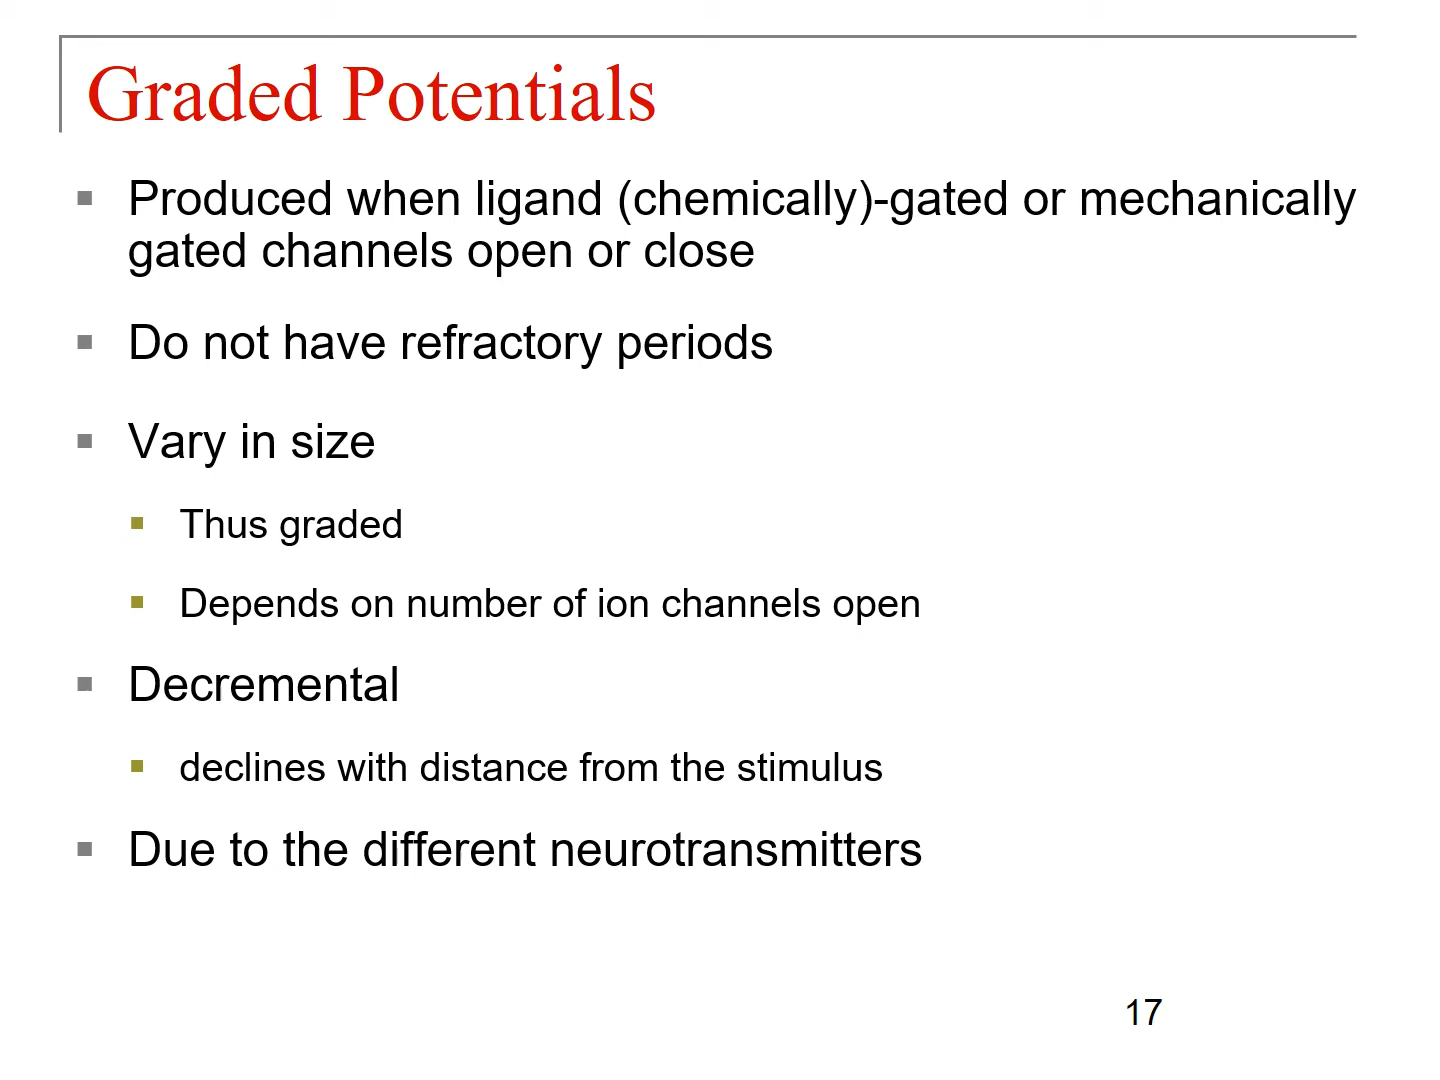 Graded Potentials
Produced when ligand (chemically)-gated or mechanically
gated channels open or close
Do not have refractory periods
Vary in size
Thus graded
Depends on number of ion channels open
Decremental
declines with distance from the stimulus
Due to the different neurotransmitters
17